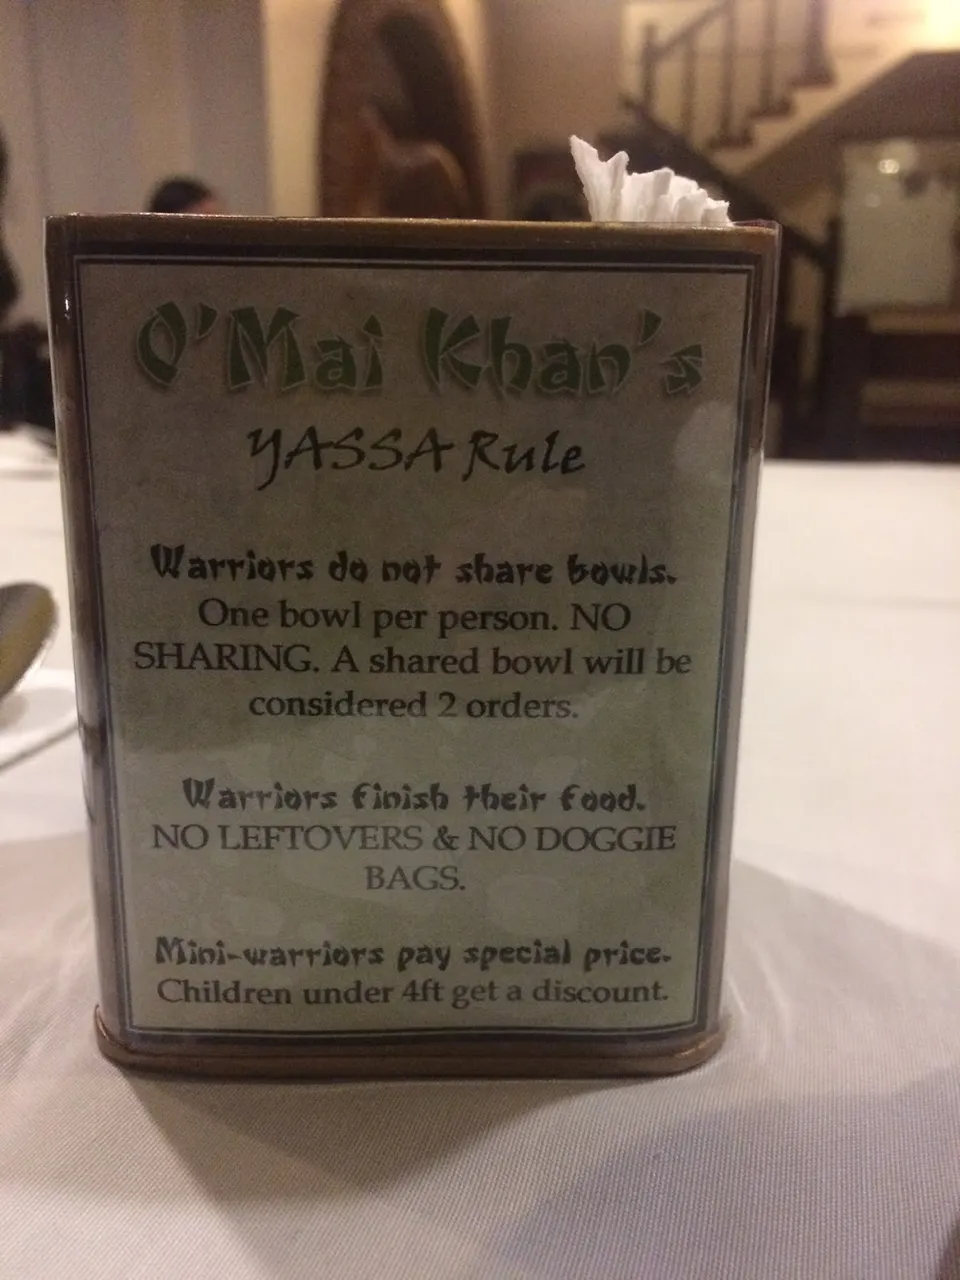 O'Mai Khan's
YASSA Rule
Warriors do not share bowls.
One bowl per person. NO
SHARING. A shared bowl will be
considered 2 orders.
Warriors finish their food.
NO LEFTOVERS & NO DOGGIE
BAGS.
Mini-warriors pay special price.
Children under 4ft get a discount.